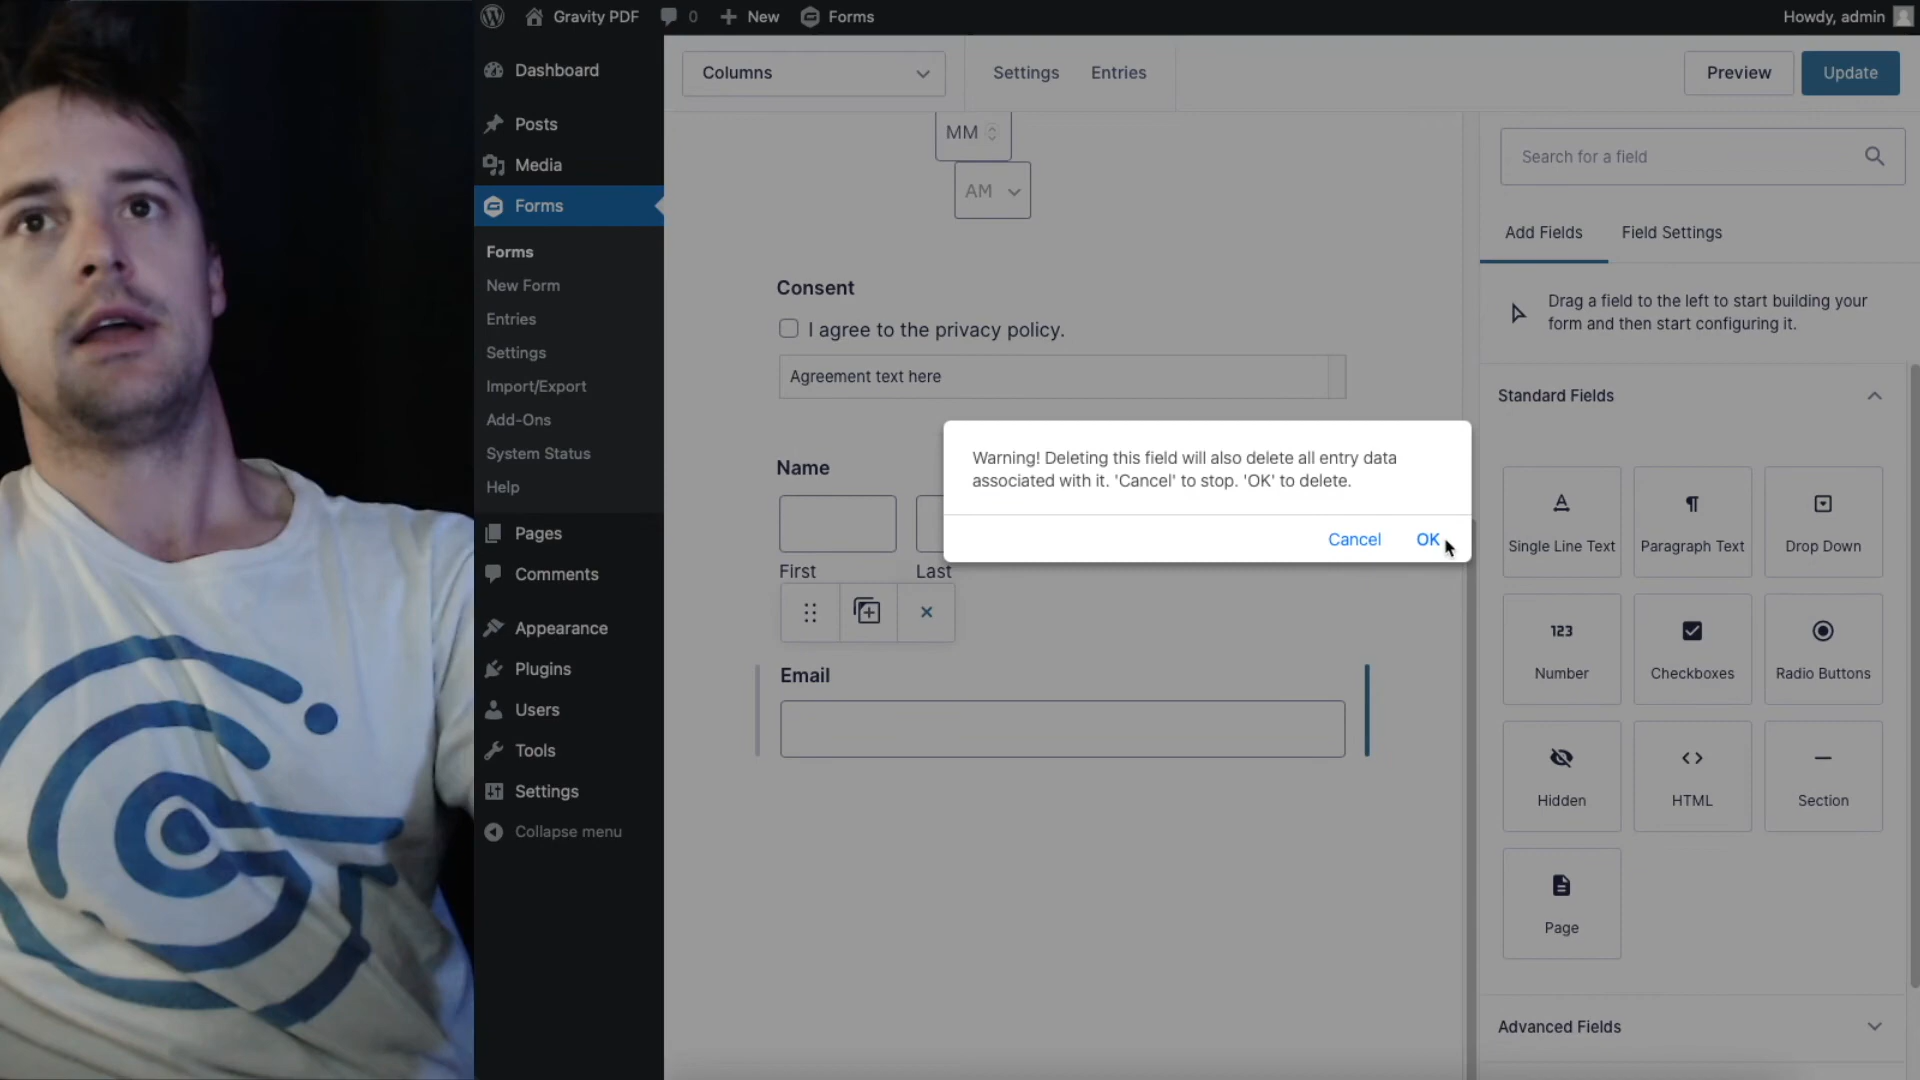 Gravity PDF
0
New
Forms
Howdy, admin
Dashboard
Posts
Media
Forms
Forms
New Form
Entries
Settings
Import/Export
Add-Ons
System Status
Help
Pages
Comments
Appearance
Plugins
Users
Tools
Settings
Collapse menu
Columns
Settings
Entries
Preview
Update
MM
AM
Consent
I agree to the privacy policy.
Agreement text here
Name
First
Last
Email
Warning! Deleting this field will also delete all entry data
associated with it. 'Cancel' to stop. 'OK' to delete.
Cancel
OK
Search for a field
Add Fields
Field Settings
Drag a field to the left to start building your
form and then start configuring it.
Standard Fields
Single Line Text
Paragraph Text
Drop Down
123
Number
Checkboxes
Radio Buttons
Hidden
HTML
Section
Page
Advanced Fields